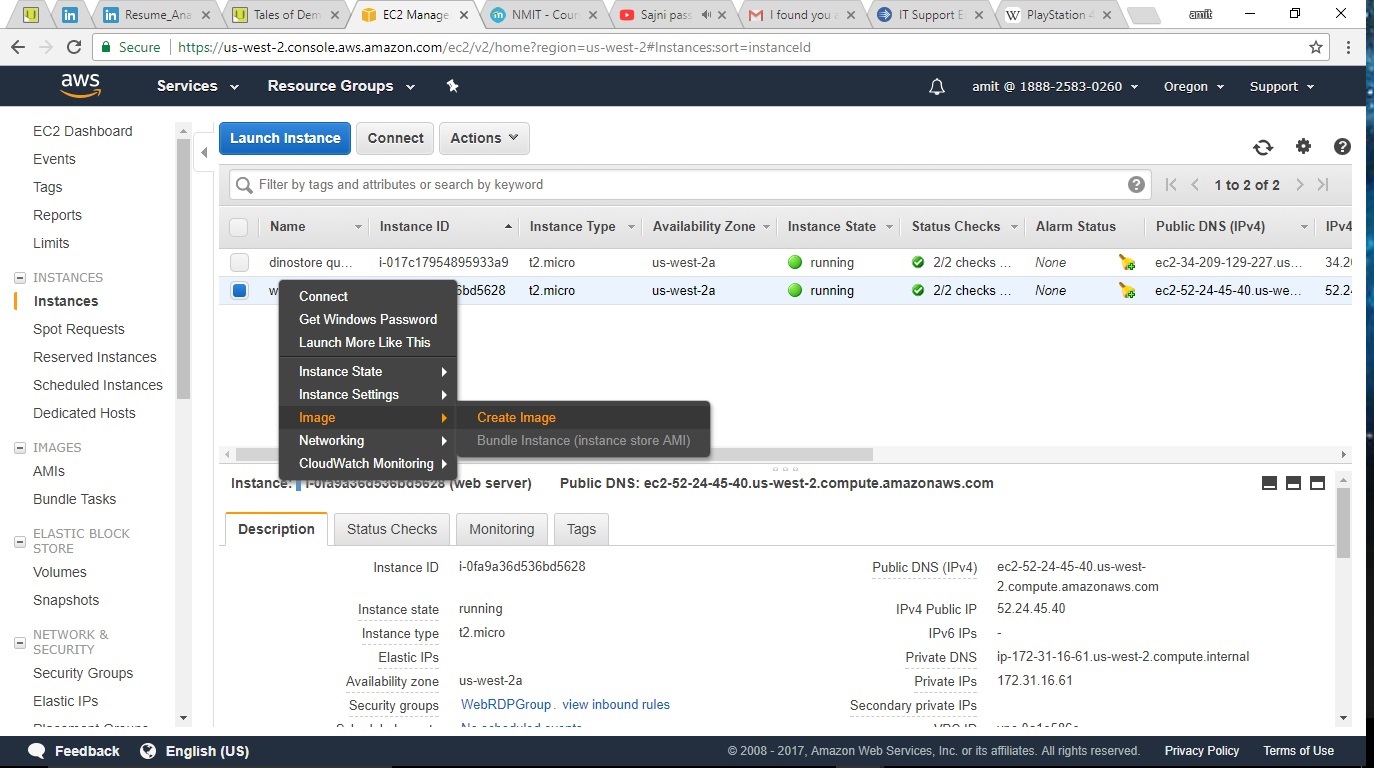 Resume_Ana
Tales of Dem
EC2 Manage
NMIT - Cour
Sajni pass
I found you a
IT Support E
PlayStation 4
amit
Secure
https://us-west-2.console.aws.amazon.com/ec2/v2/home?region=us-west-2#Instances:sort=instanceId
aws Services Resource Groups amit @ 1888-2583-0260 Oregon Support
EC2 Dashboard
Events
Tags
Reports
Limits
INSTANCES
Instances
Spot Requests
Reserved Instances
Scheduled Instances
Dedicated Hosts
IMAGES
AMIs
Bundle Tasks
ELASTIC BLOCK
STORE
Volumes
Snapshots
NETWORK &
SECURITY
Security Groups
Elastic IPs
Placement Groups
Launch Instance Connect Actions
Filter by tags and attributes or search by keyword 1 to 2 of 2
Name Instance ID Instance Type Availability Zone Instance State Status Checks Alarm Status Public DNS (IPv4) IPv4
dinostore qu... i-017c17954895933a9 t2.micro us-west-2a running 2/2 checks ... None ec2-34-209-129-227.us... 34.20
w bd5628 t2.micro us-west-2a running 2/2 checks ... None ec2-52-24-45-40.us-we... 52.24
Connect
Get Windows Password
Launch More Like This
Instance State
Instance Settings
Image
Networking
CloudWatch Monitoring
Create Image
Bundle Instance (instance store AMI)
Instance: i-0fa9a36d536bd5628 (web server) Public DNS: ec2-52-24-45-40.us-west-2.compute.amazonaws.com
Description Status Checks Monitoring Tags
Instance ID i-0fa9a36d536bd5628
Instance state running
Instance type t2.micro
Elastic IPs
Availability zone us-west-2a
Security groups WebRDPGroup. view inbound rules
Scheduled events No scheduled events
Public DNS (IPv4) ec2-52-24-45-40.us-west-
2.compute.amazonaws.com
IPv4 Public IP 52.24.45.40
IPv6 IPs -
Private DNS ip-172-31-16-61.us-west-2.compute.internal
Private IPs 172.31.16.61
Secondary private IPs
VPC ID
Feedback English (US) © 2008 - 2017, Amazon Web Services, Inc. or its affiliates. All rights reserved. Privacy Policy Terms of Use